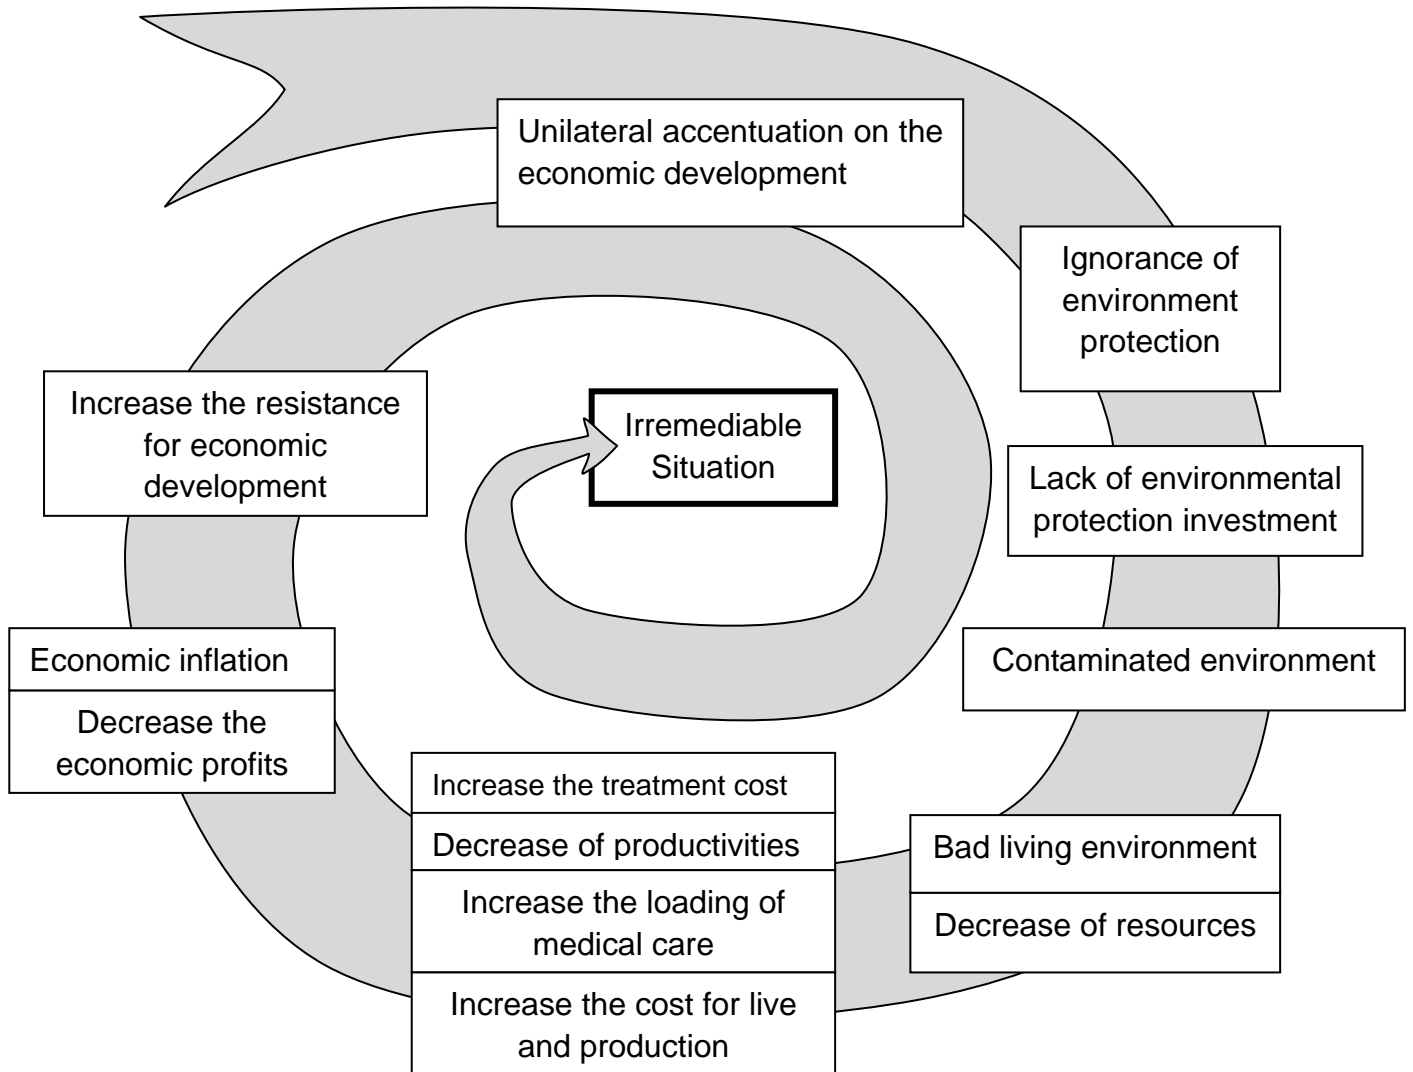 Unilateral accentuation on the
economic development
Ignorance of
environment
protection
Lack of environmental
protection investment
Contaminated environment
Bad living environment
Decrease of resources
Increase the treatment cost
Decrease of productivities
Increase the loading of
medical care
Increase the cost for live
and production
Economic inflation
Decrease the
economic profits
Increase the resistance
for economic
development
Irremediable
Situation